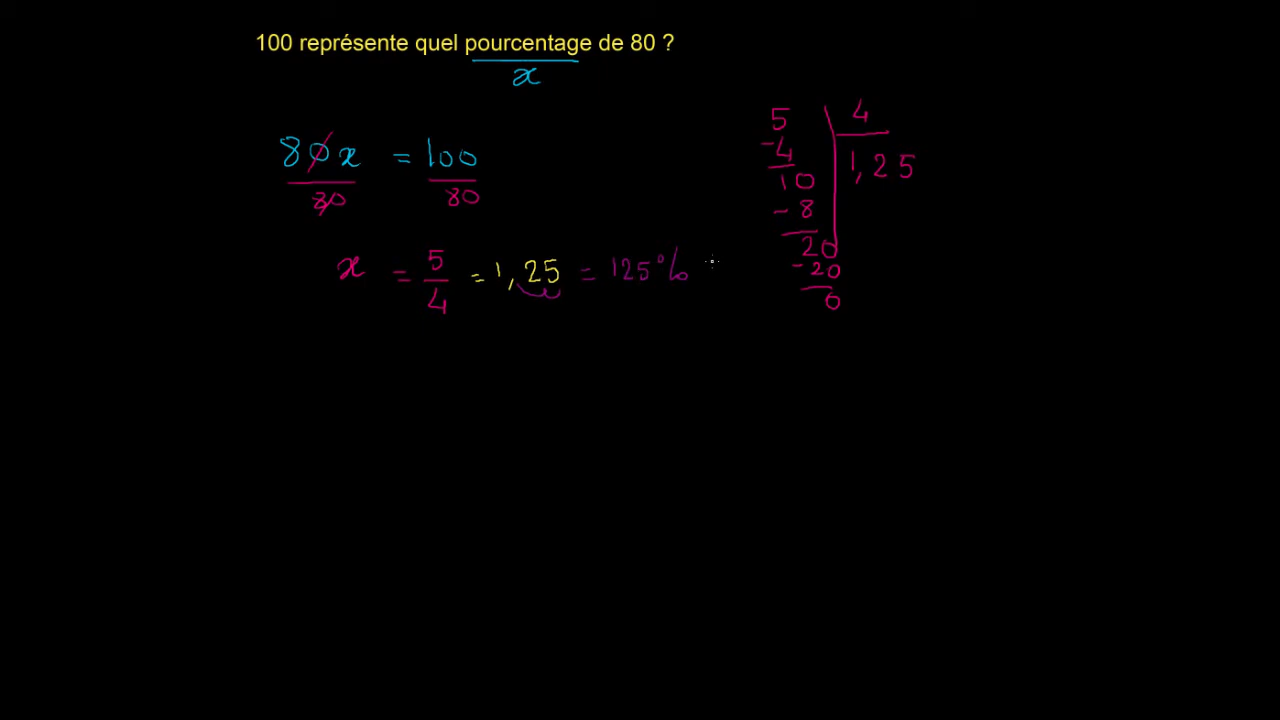 100 représente quel pourcentage de 80 ?
x
80x = 100
80 80
x = 5/4 = 1,25 = 125%
5 4
-4 1,25
10
-8
20
-20
0